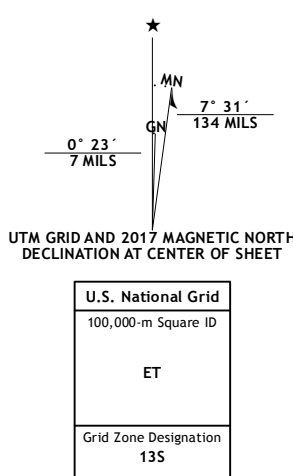 ★
MN
7° 31´
134 MILS
GN
0° 23´
7 MILS
UTM GRID AND 2017 MAGNETIC NORTH
DECLINATION AT CENTER OF SHEET
U.S. National Grid
100,000-m Square ID
ET
Grid Zone Designation
13S